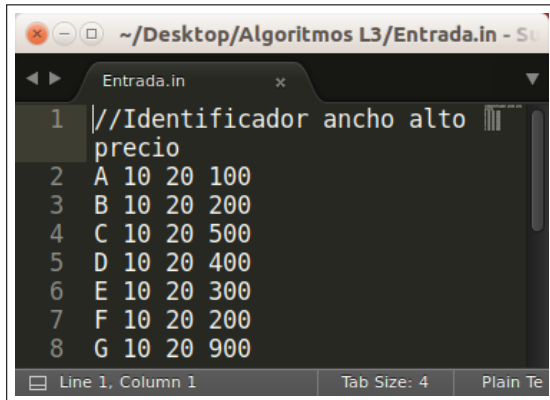 ~/Desktop/Algoritmos L3/Entrada.in - Su
Entrada.in ×
1 //Identificador ancho alto
precio
2 A 10 20 100
3 B 10 20 200
4 C 10 20 500
5 D 10 20 400
6 E 10 20 300
7 F 10 20 200
8 G 10 20 900
Line 1, Column 1 Tab Size: 4 Plain Te